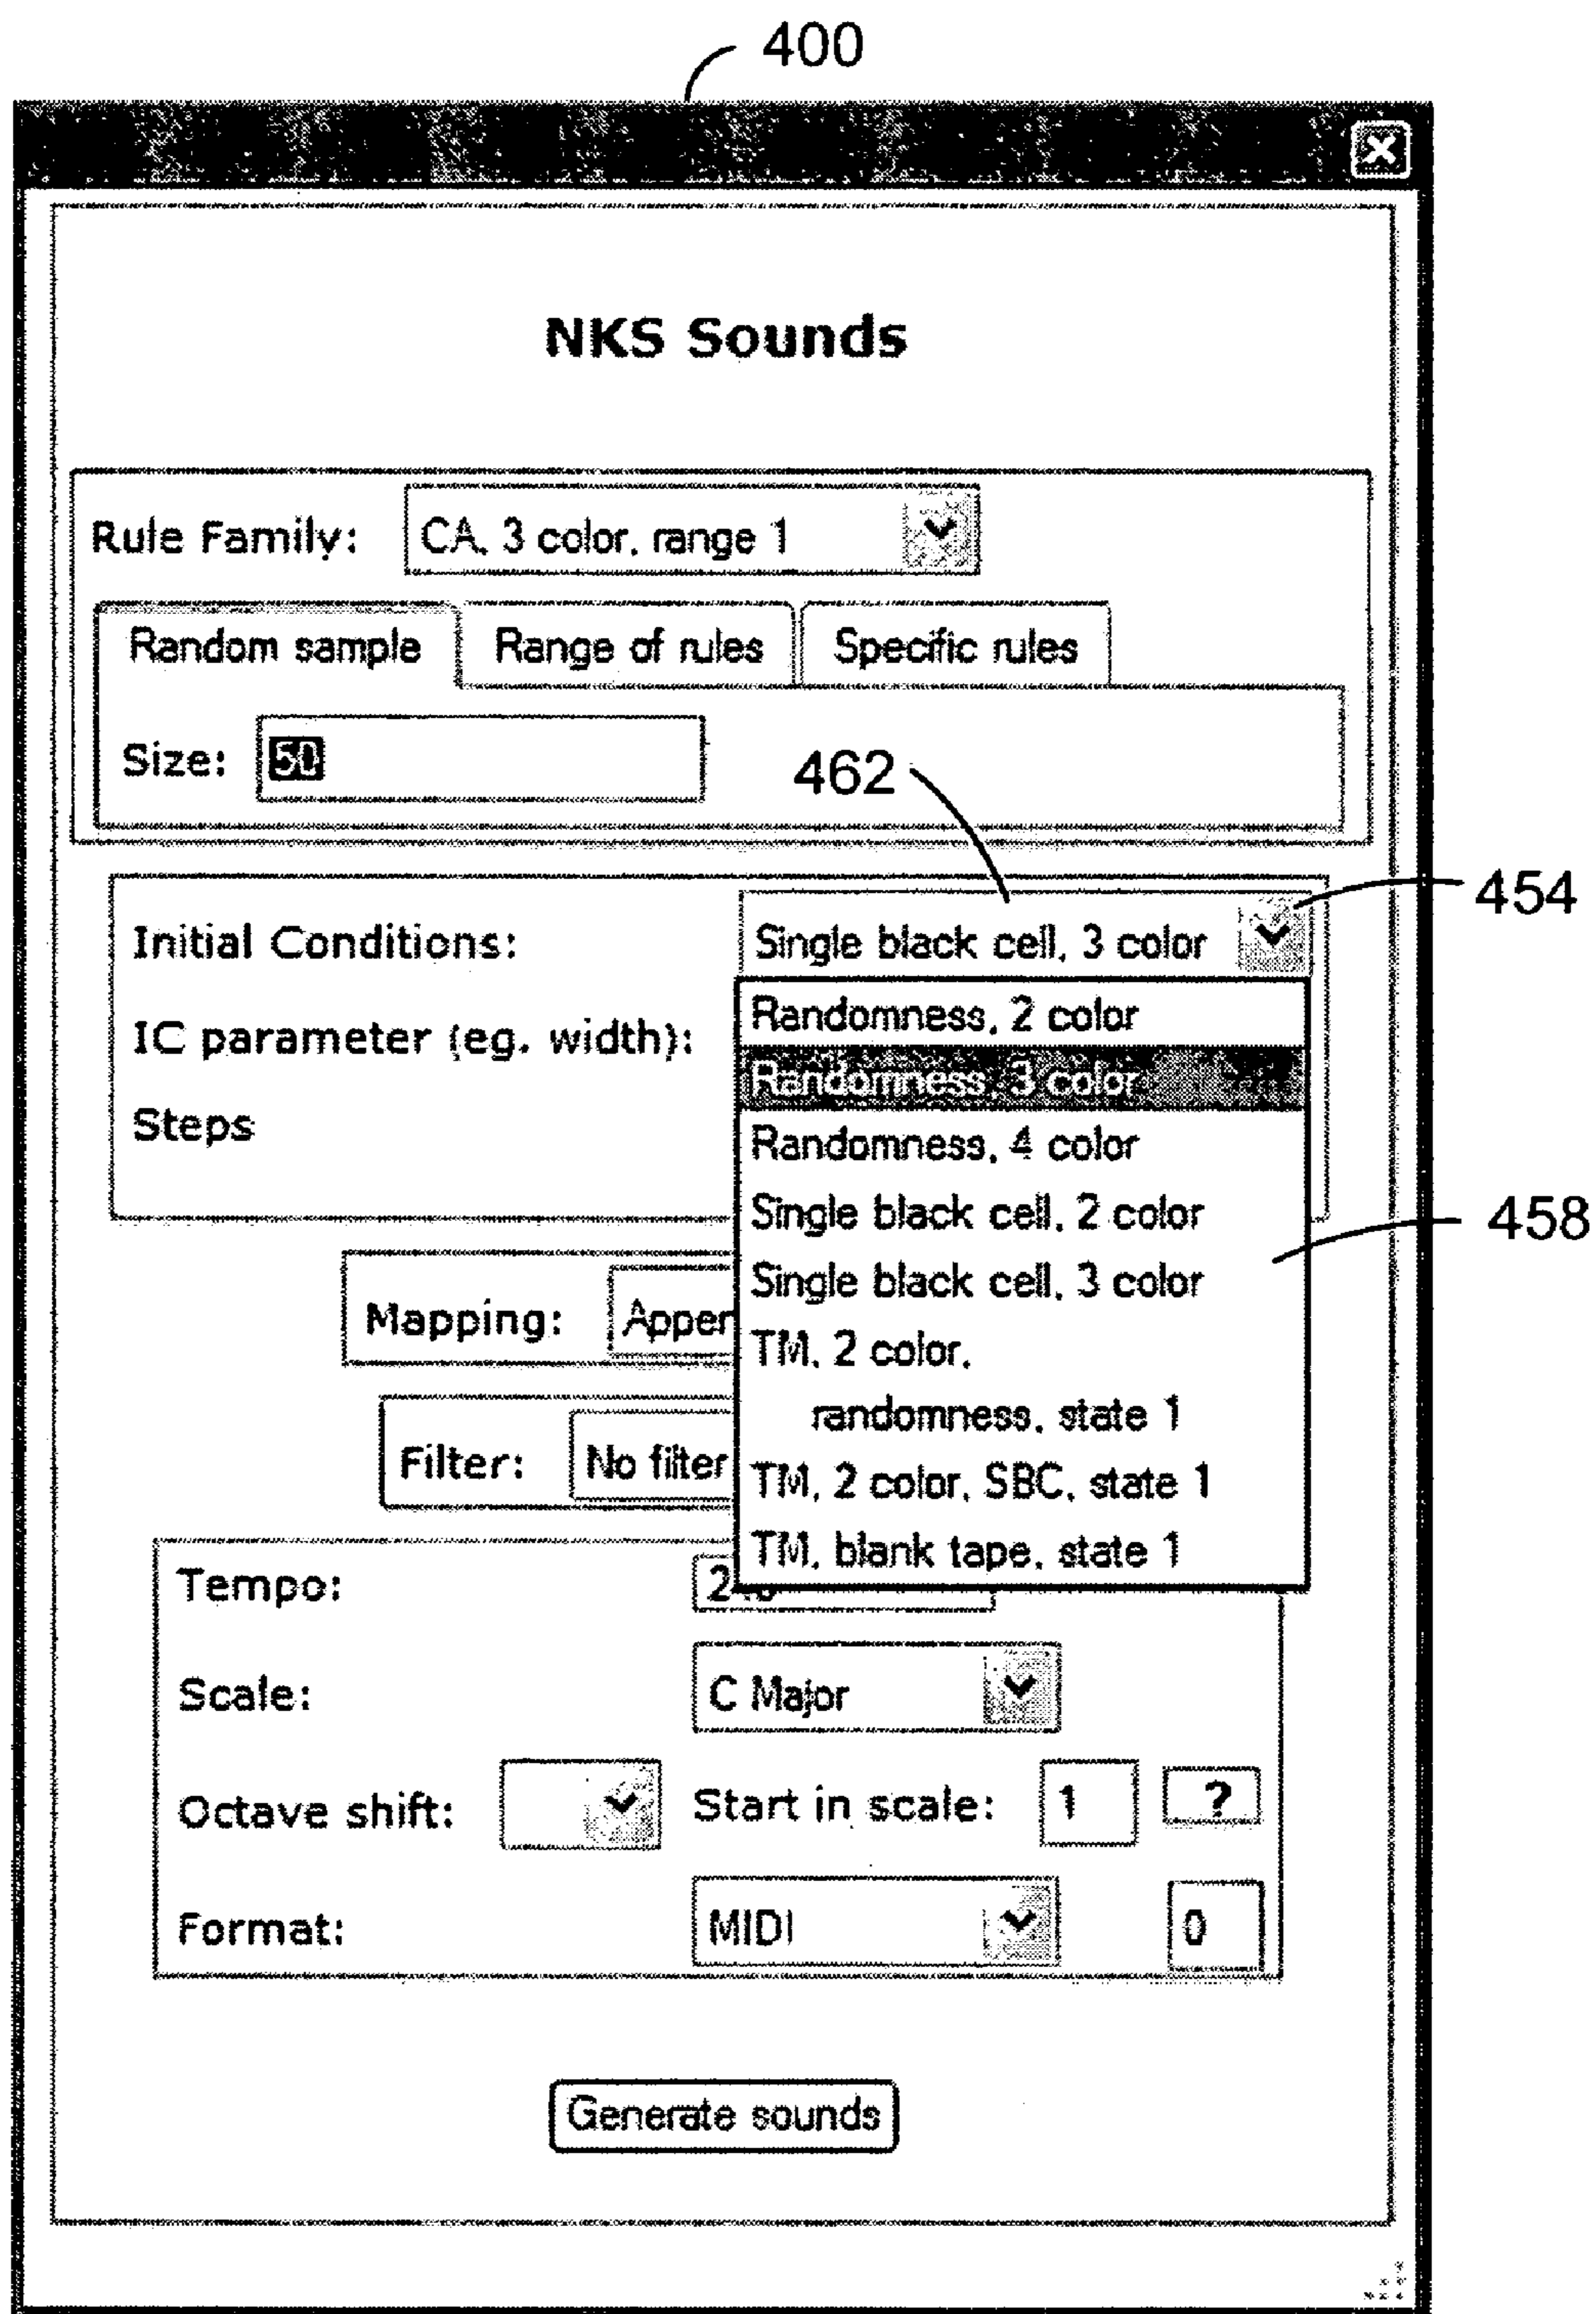 400
NKS Sounds
Rule Family: CA, 3 color, range 1
Random sample Range of rules Specific rules
Size: 50
462
454
Initial Conditions: Single black cell, 3 color
Randomness, 2 color
IC parameter (eg. width):
Randomness, 3 color
Steps
Randomness, 4 color
Single black cell, 2 color
458
Single black cell, 3 color
Mapping: Apper
TM, 2 color,
randomness, state 1
Filter: No filter
TM, 2 color, SBC, state 1
TM, blank tape, state 1
Tempo:
Scale: C Major
Octave shift: Start in scale: 1 ?
Format: MIDI 0
Generate sounds